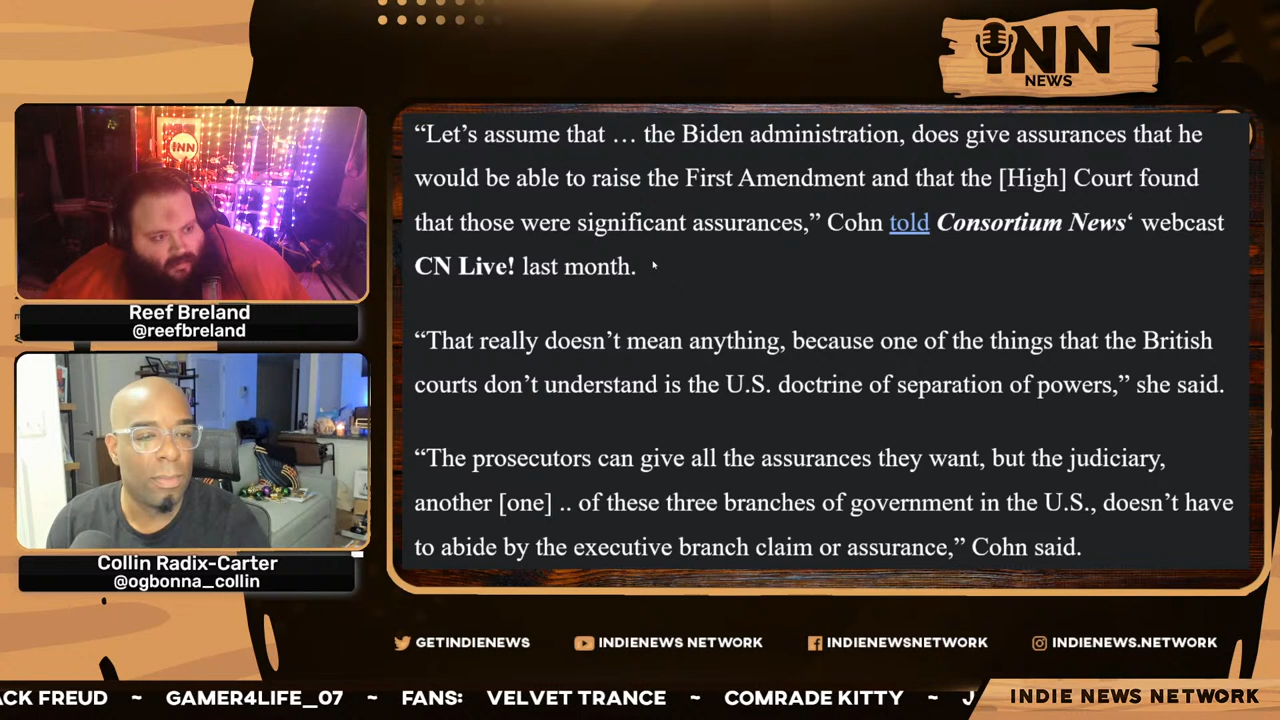 iNN
NEWS
iNN
Reef Breland
@reefbreland
Collin Radix-Carter
@ogbonna_collin
“Let’s assume that … the Biden administration, does give assurances that he
would be able to raise the First Amendment and that the [High] Court found
that those were significant assurances,” Cohn told Consortium News‘ webcast
CN Live! last month.
“That really doesn’t mean anything, because one of the things that the British
courts don’t understand is the U.S. doctrine of separation of powers,” she said.
“The prosecutors can give all the assurances they want, but the judiciary,
another [one] .. of these three branches of government in the U.S., doesn’t have
to abide by the executive branch claim or assurance,” Cohn said.
GETINDIENEWS INDIENEWS NETWORK INDIENEWSNETWORK INDIENEWS.NETWORK
ACK FREUD ~ GAMER4LIFE_07 ~ FANS: VELVET TRANCE ~ COMRADE KITTY ~ J
INDIE NEWS NETWORK